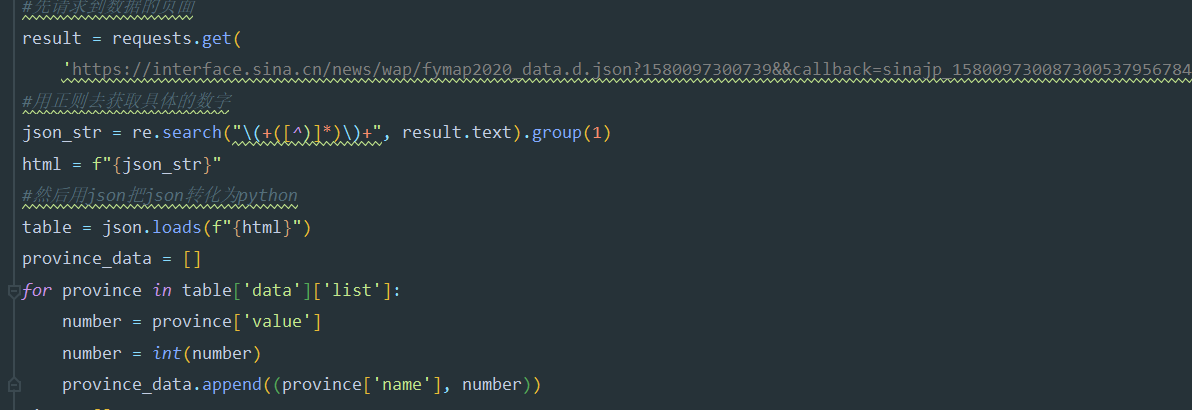 #先请求到数据的页面
result = requests.get(
    'https://interface.sina.cn/news/wap/fymap2020_data.d.json?1580097300739&&callback=sinajp_1580097300873005379567841
#用正则去获取具体的数字
json_str = re.search("\(+([^)]*)\)+", result.text).group(1)
html = f"{json_str}"
#然后用json把json转化为python
table = json.loads(f"{html}")
province_data = []
for province in table['data']['list']:
    number = province['value']
    number = int(number)
    province_data.append((province['name'], number))